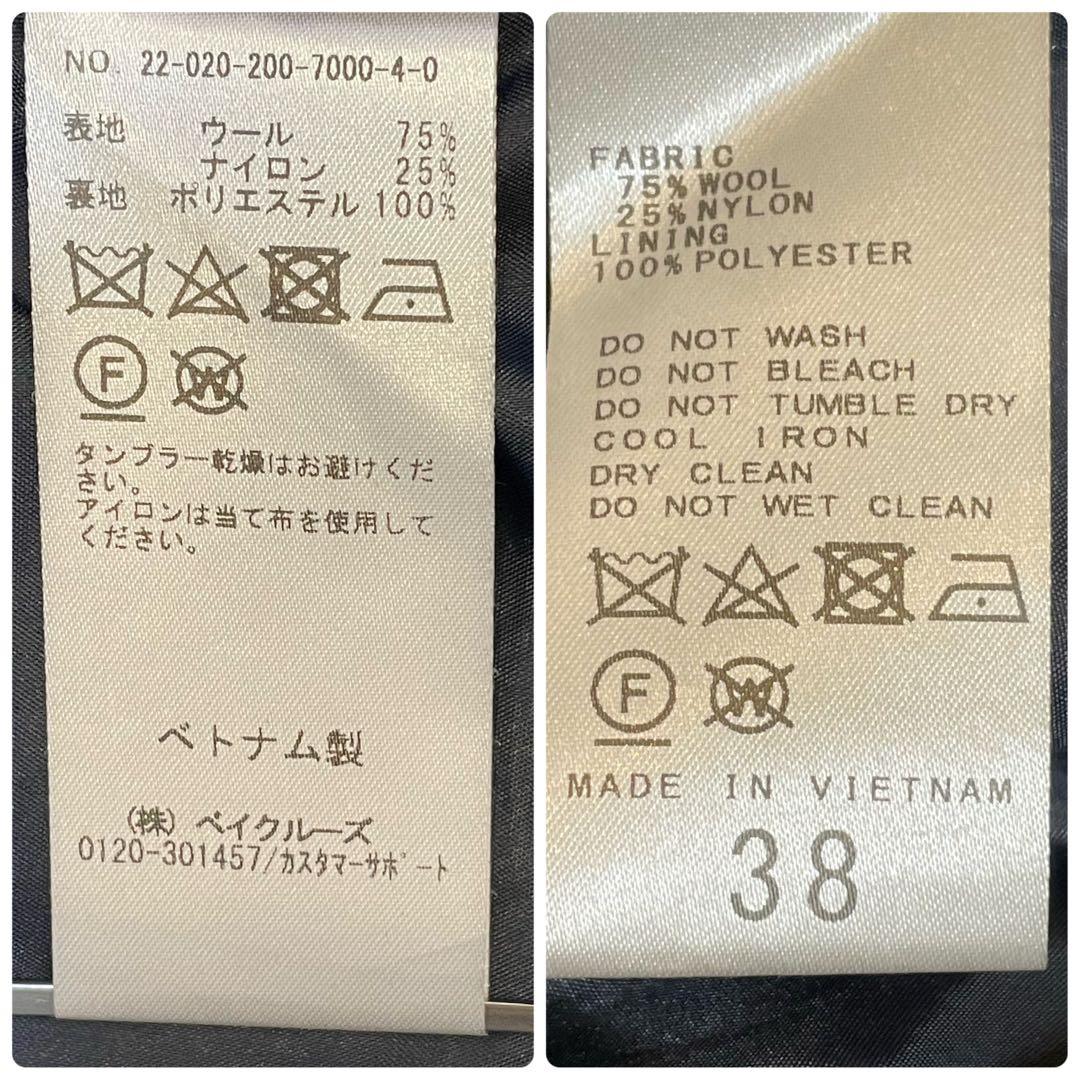 NO. 22-020-200-7000-4-0
表地 ウール 75%
ナイロン 25%
裏地 ポリエステル 100%
F W
タンブラー乾燥はお避けくだ
さい。
アイロンは当て布を使用して
ください。
ベトナム製
(株) ベイクルーズ
0120-301457/カスタマーサポート
FABRIC
75% WOOL
25% NYLON
LINING
100% POLYESTER
DO NOT WASH
DO NOT BLEACH
DO NOT TUMBLE DRY
COOL IRON
DRY CLEAN
DO NOT WET CLEAN
F W
MADE IN VIETNAM
38